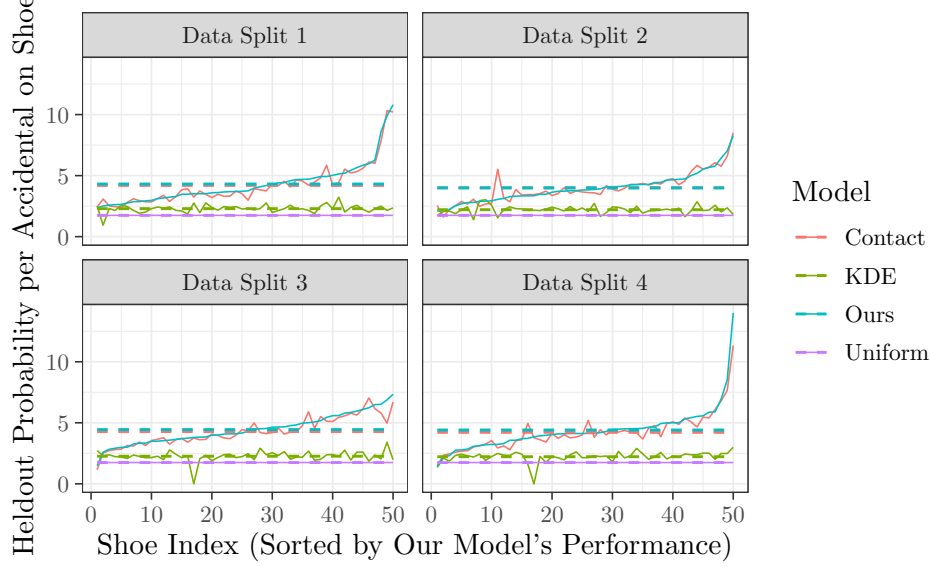 Heldout Probability per Accidental on Shoe
Data Split 1
Data Split 2
10
5
0
Data Split 3
Data Split 4
10
5
0
0 10 20 30 40 50 0 10 20 30 40 50
Shoe Index (Sorted by Our Model's Performance)
Model
Contact
KDE
Ours
Uniform